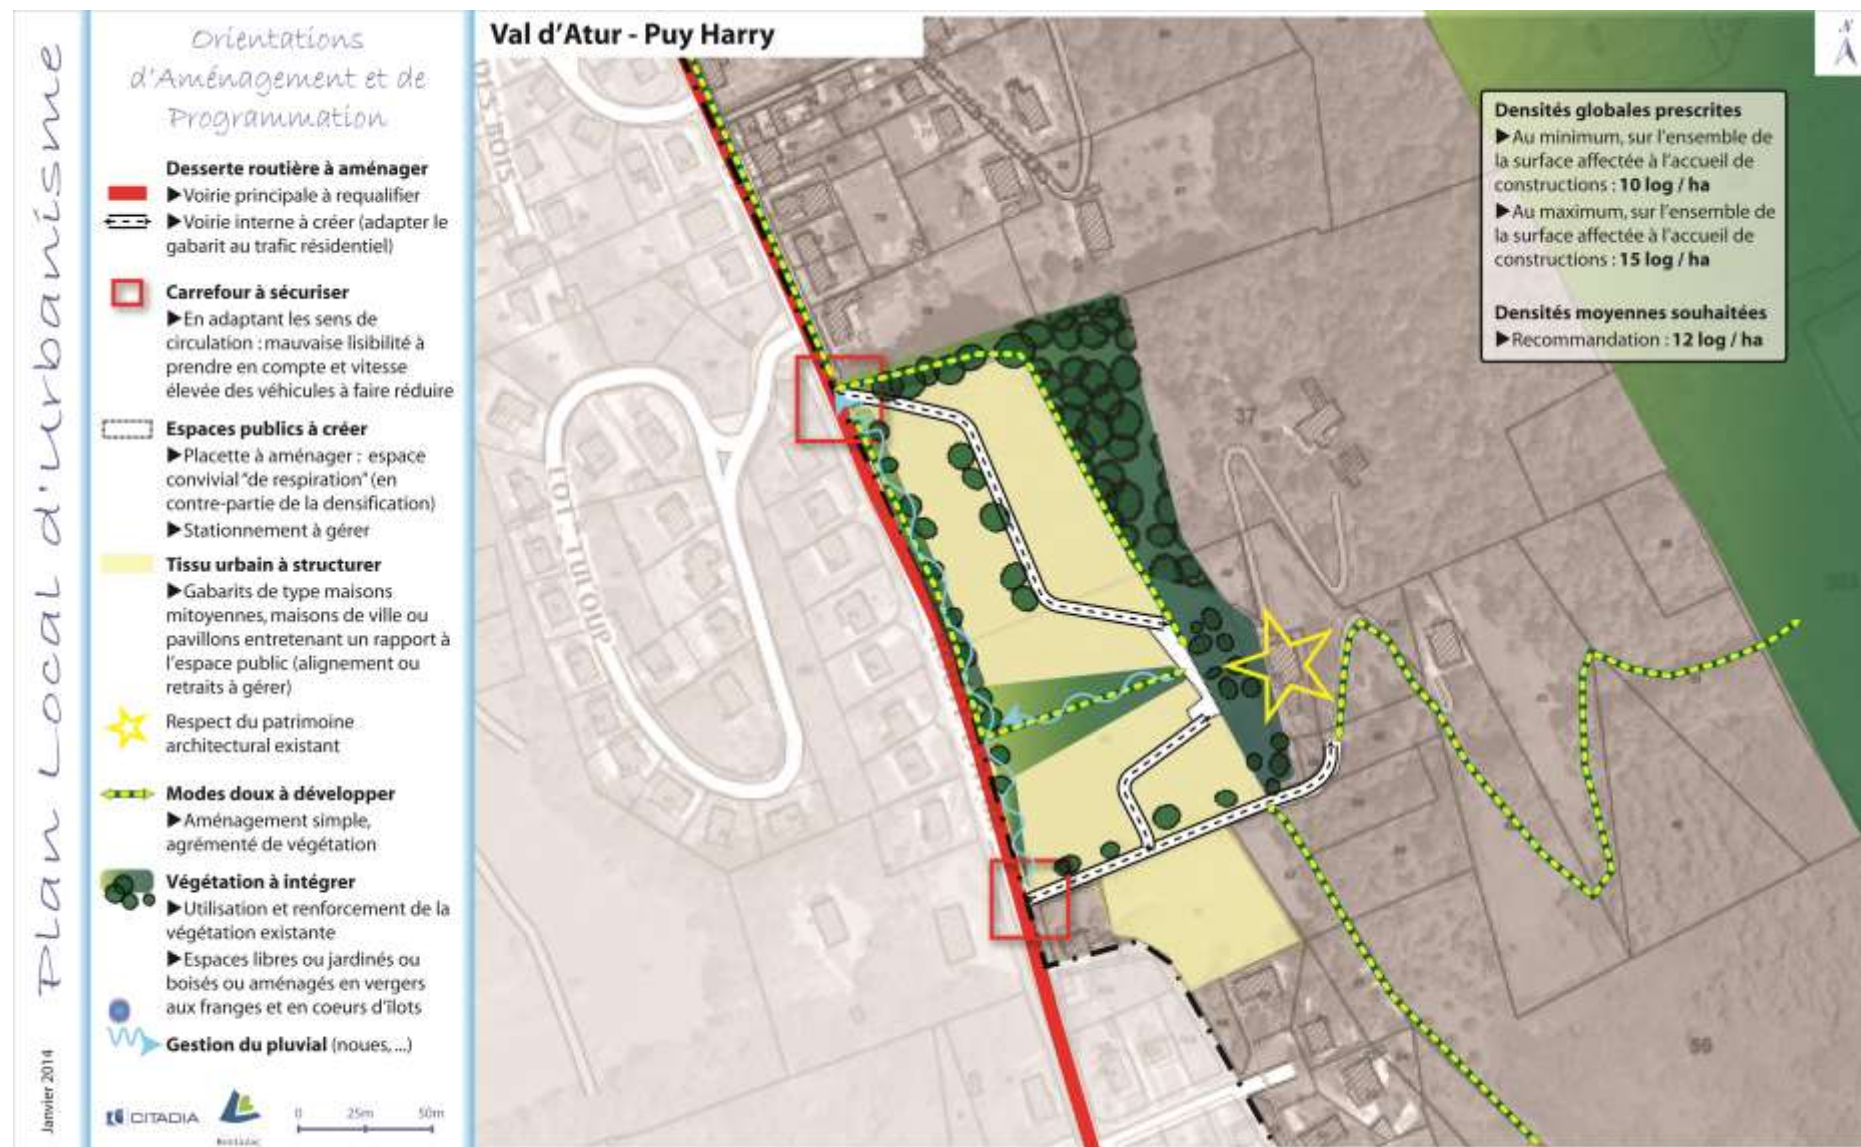 Plan Local d'Urbanisme
Janvier 2014
Orientations
d'Aménagement et de
Programmation
Desserte routière à aménager
▶Voirie principale à requalifier
▶Voirie interne à créer (adapter le
gabarit au trafic résidentiel)
Carrefour à sécuriser
▶En adaptant les sens de
circulation : mauvaise lisibilité à
prendre en compte et vitesse
élevée des véhicules à faire réduire
Espaces publics à créer
▶Placette à aménager : espace
convivial "de respiration" (en
contre-partie de la densification)
▶Stationnement à gérer
Tissu urbain à structurer
▶Gabarits de type maisons
mitoyennes, maisons de ville ou
pavillons entretenant un rapport à
l'espace public (alignement ou
retraits à gérer)
Respect du patrimoine
architectural existant
Modes doux à développer
▶Aménagement simple,
agrémenté de végétation
Végétation à intégrer
▶Utilisation et renforcement de la
végétation existante
▶Espaces libres ou jardinés ou
boisés ou aménagés en vergers
aux franges et en coeurs d'îlots
Gestion du pluvial (noues, ...)
CITADIA
0 25m 50m
Val d'Atur - Puy Harry
N
DES BOIS
LOT TULOUP
37
56
Densités globales prescrites
▶Au minimum, sur l'ensemble de
la surface affectée à l'accueil de
constructions : 10 log / ha
▶Au maximum, sur l'ensemble de
la surface affectée à l'accueil de
constructions : 15 log / ha
Densités moyennes souhaitées
▶Recommandation : 12 log / ha